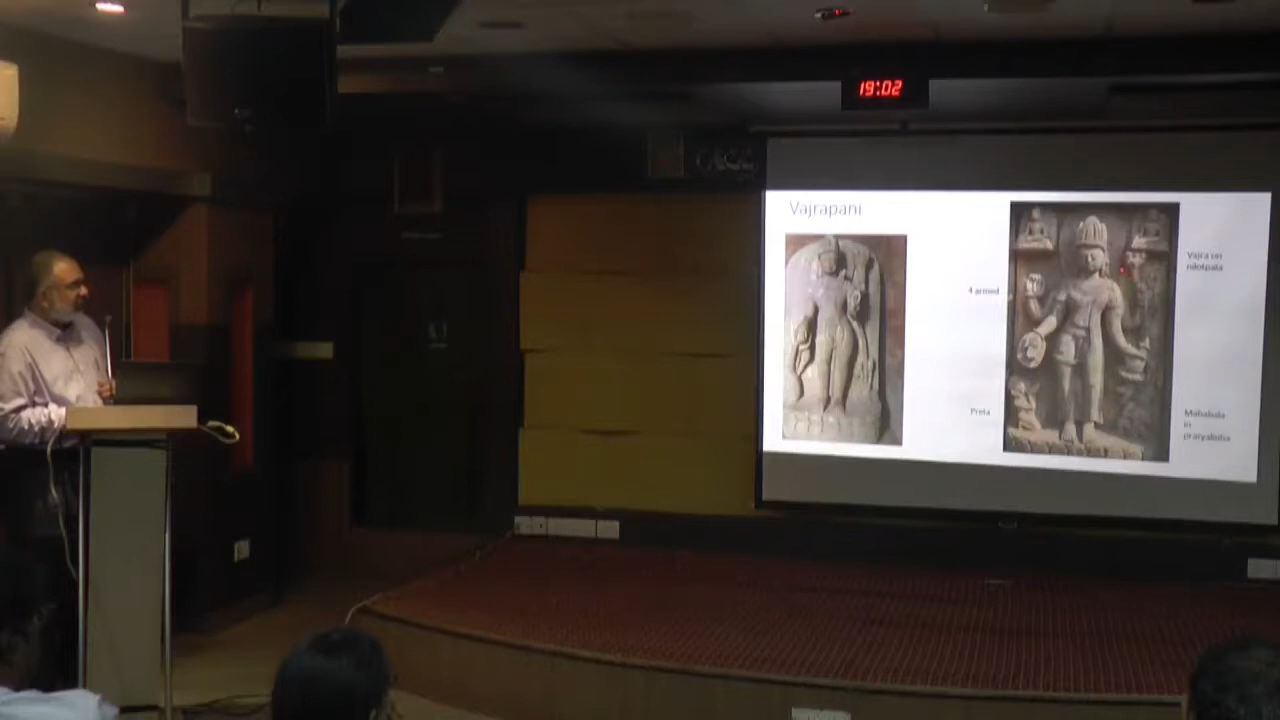 19:02
Vajrapani
4 armed
Vajra on
nilotpala
Preta
Mahabala
in
pratyalidha